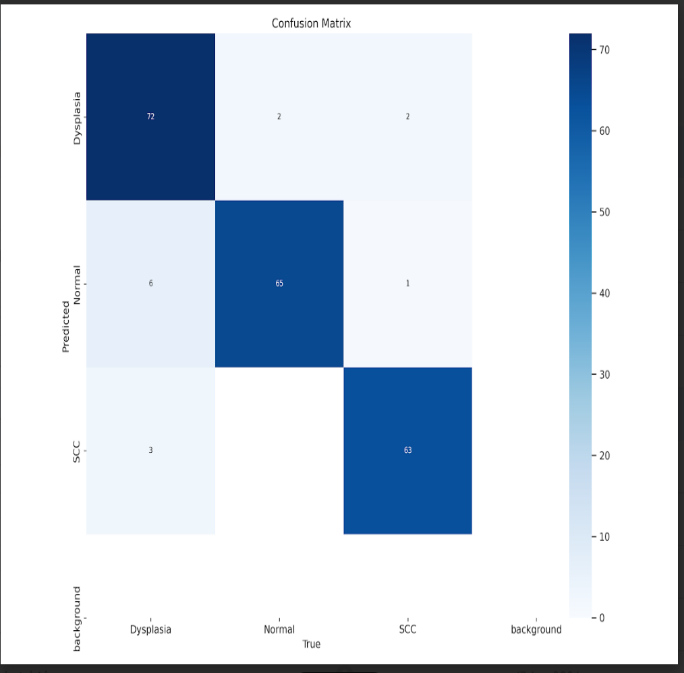 Confusion Matrix
Dysplasia
72
2
2
Normal
6
65
1
SCC
3
63
background
Predicted
Dysplasia
Normal
SCC
background
True
70
60
50
40
30
20
10
0